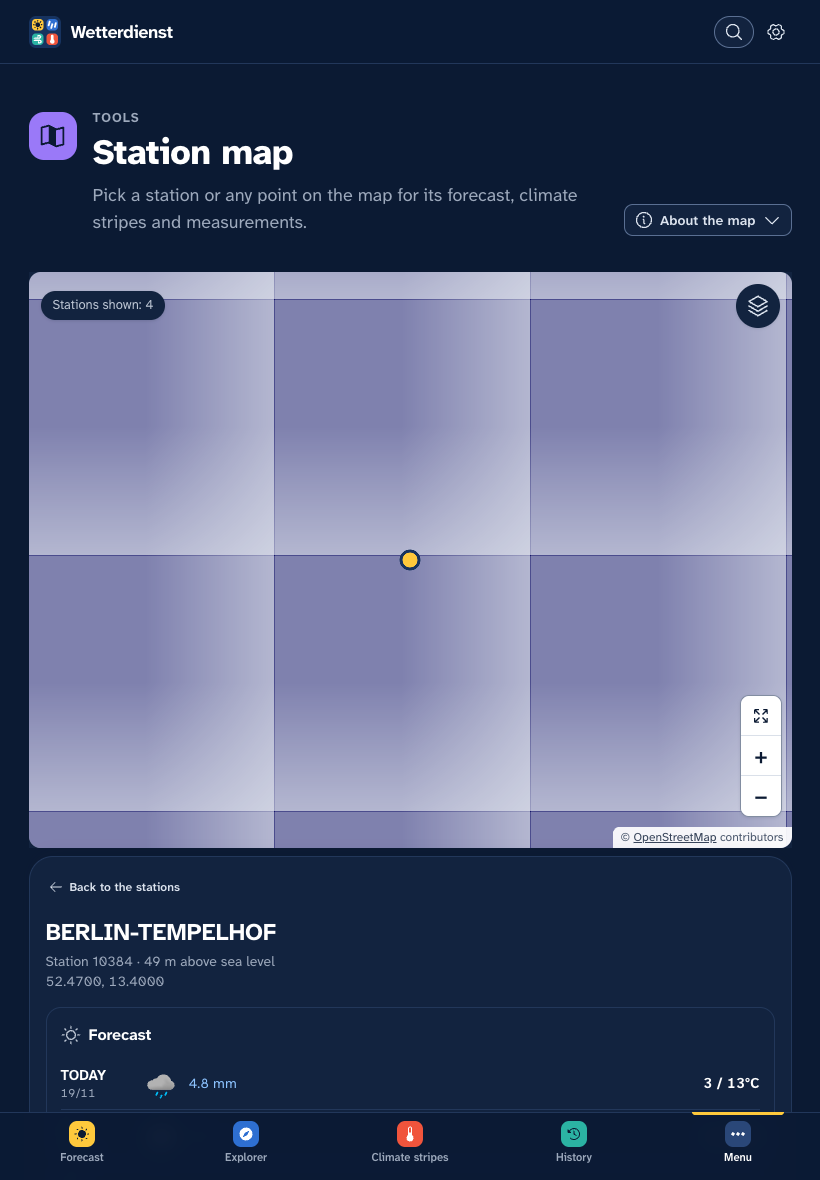 Wetterdienst
TOOLS
Station map
Pick a station or any point on the map for its forecast, climate
stripes and measurements.
About the map
Stations shown: 4
+
−
© OpenStreetMap contributors
Back to the stations
BERLIN-TEMPELHOF
Station 10384 · 49 m above sea level
52.4700, 13.4000
Forecast
TODAY
19/11
4.8 mm
3 / 13°C
Forecast
Explorer
Climate stripes
History
Menu